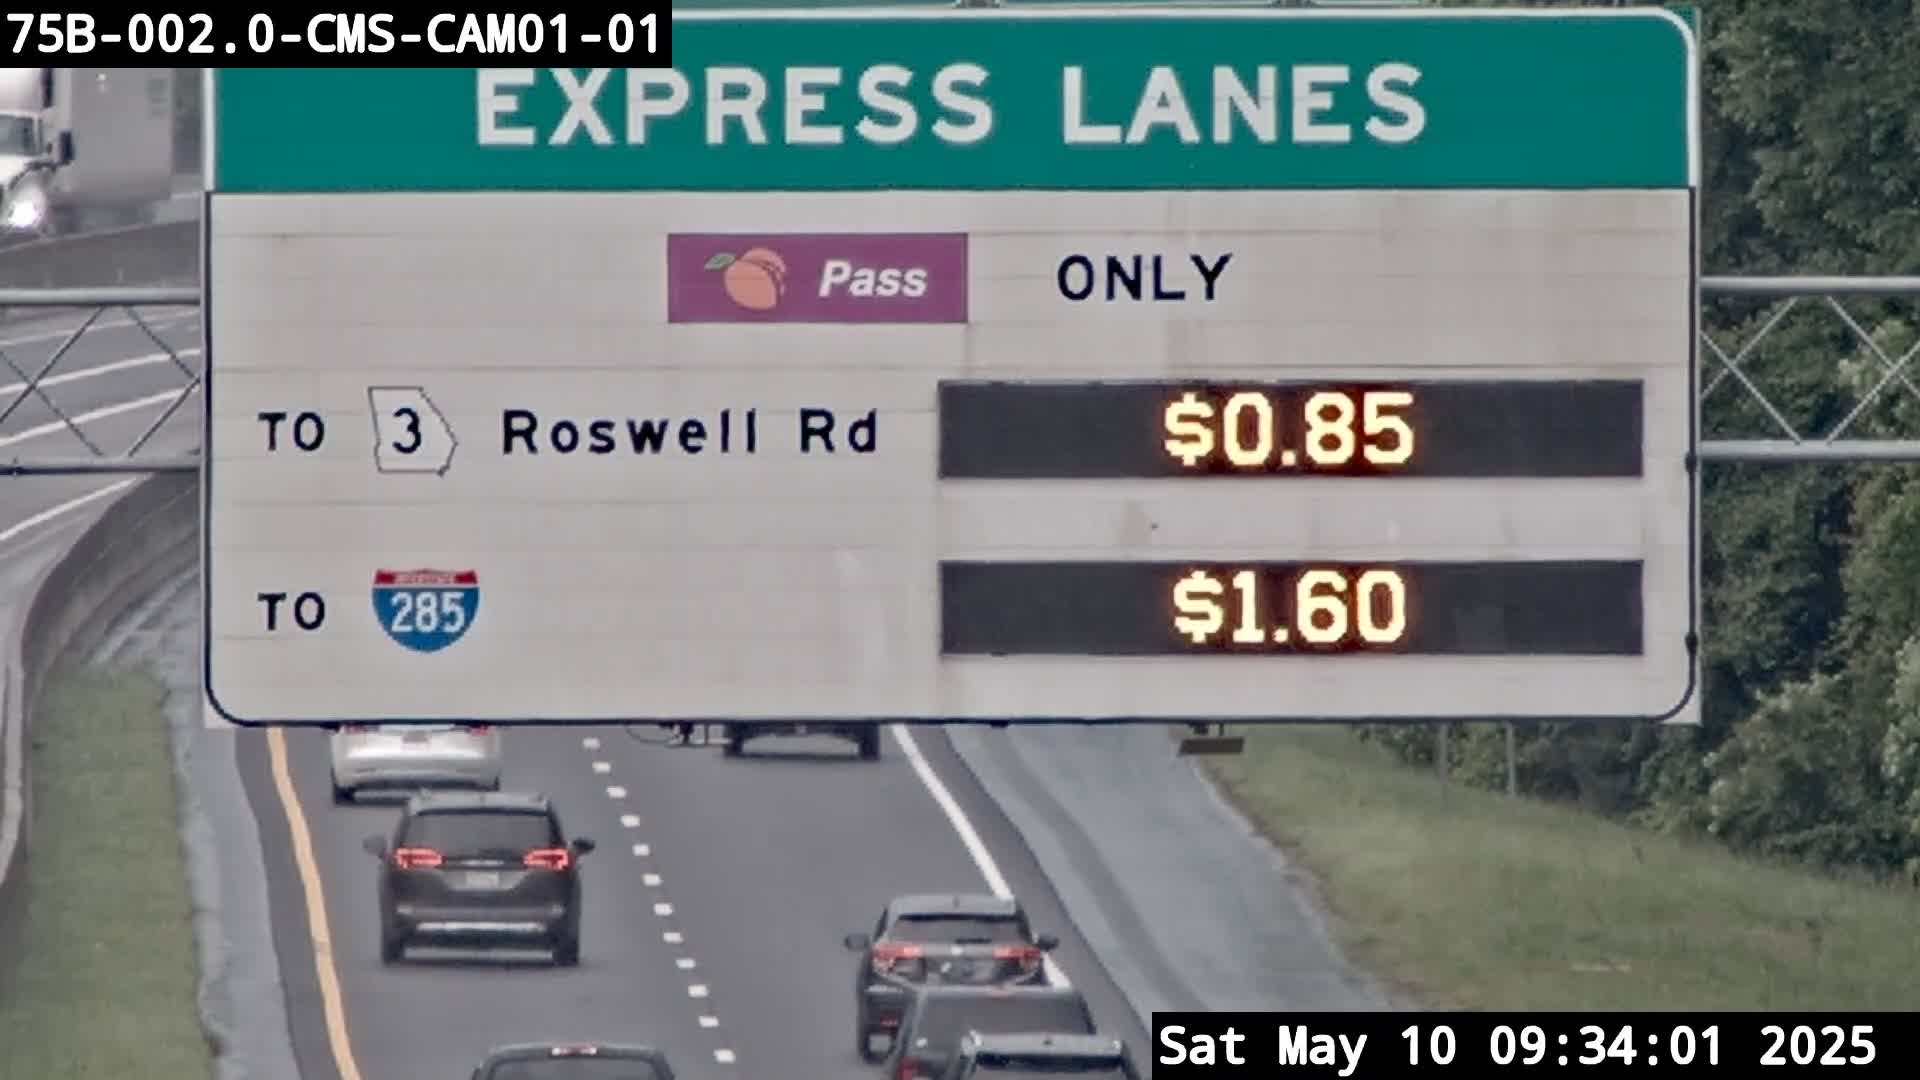 75B-002.0-CMS-CAM01-01
EXPRESS LANES
Pass ONLY
TO 3 Roswell Rd $0.85
TO INTERSTATE 285 $1.60
Sat May 10 09:34:01 2025